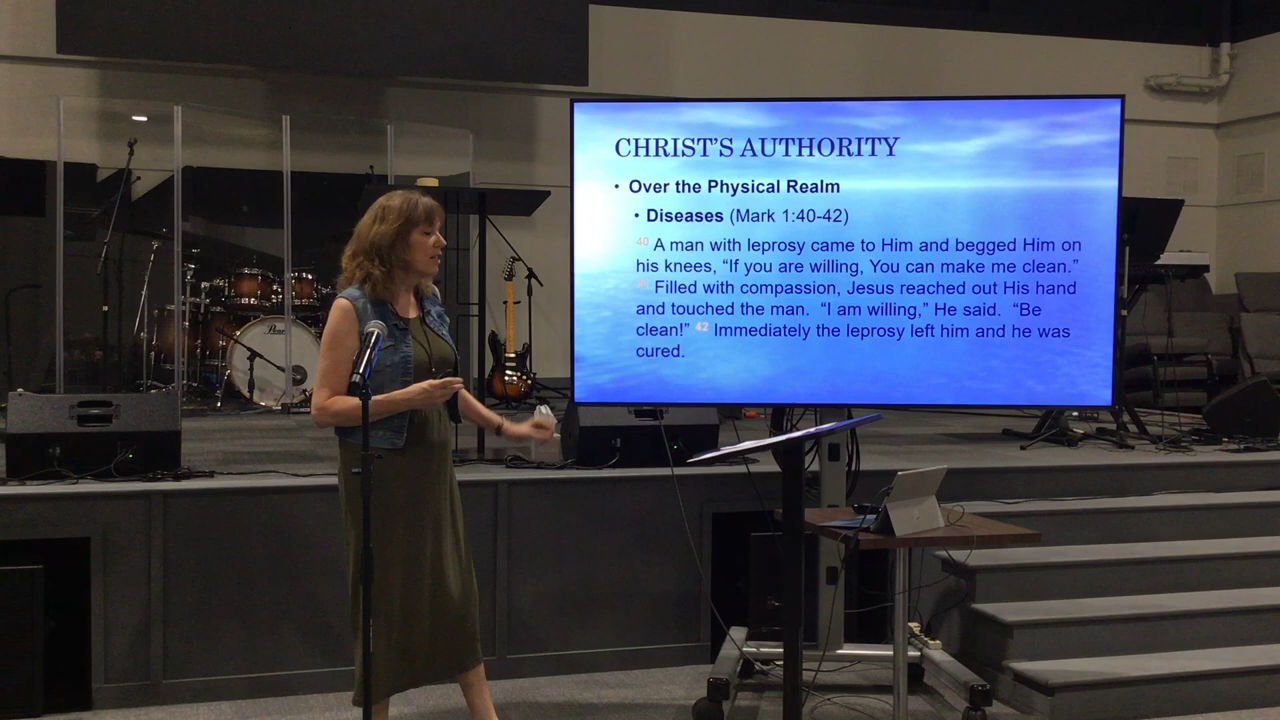 CHRIST'S AUTHORITY
• Over the Physical Realm
• Diseases (Mark 1:40-42)
40 A man with leprosy came to Him and begged Him on
his knees, “If you are willing, You can make me clean.”
41 Filled with compassion, Jesus reached out His hand
and touched the man. “I am willing,” He said. “Be
clean!” 42 Immediately the leprosy left him and he was
cured.
Pearl